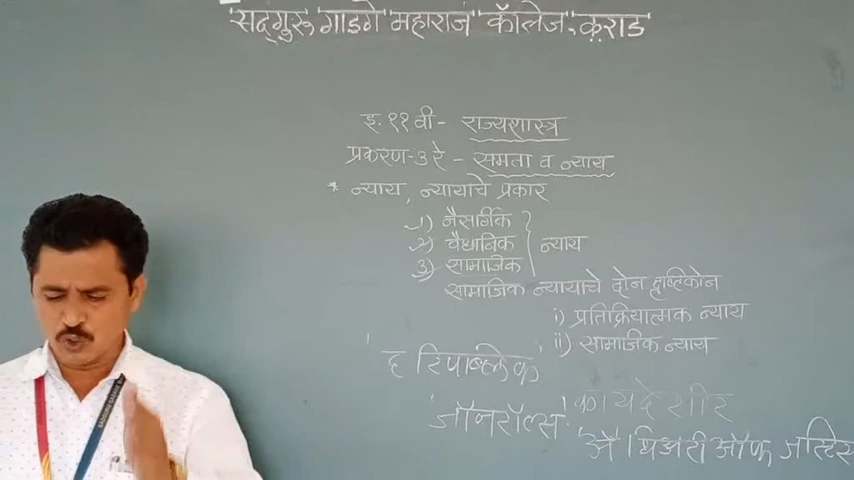 सद्गुरू गाडगे महाराज कॉलेज, कराड
इ. ११ वी - राज्यशास्त्र
प्रकरण-३ रे - समता व न्याय
* न्याय, न्यायाचे प्रकार
१) नैसर्गिक
२) वैधानिक } न्याय
३) सामाजिक
सामाजिक न्यायाचे दोन दृष्टिकोन
i) प्रतिक्रियात्मक न्याय
ii) सामाजिक न्याय
'द रिपब्लिक'
'जॉन रॉल्स' कायदेशीर
'अ थिअरी ऑफ जस्टिस